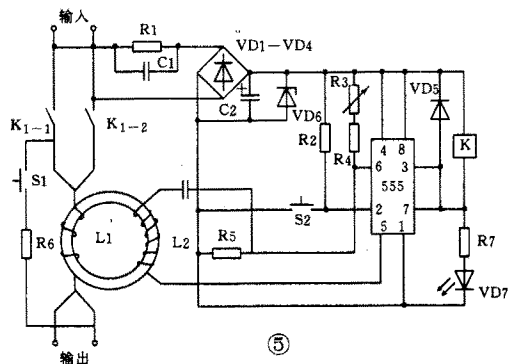 输入
R1
VD1-VD4
C1
C2
VD6
R3
VD5
K1-1
K1-2
R2
R4
4 8
K
6 3
555
S1
S2
2 7
R6
L1
L2
R5
5 1
R7
VD7
输出
⑤